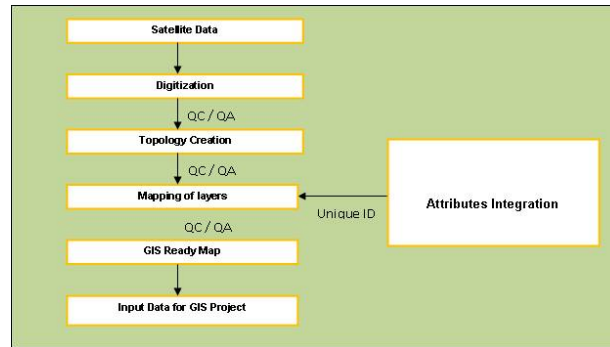 Satellite Data
Digitization
QC / QA
Topology Creation
QC / QA
Mapping of layers
Unique ID
Attributes Integration
QC / QA
GIS Ready Map
Input Data for GIS Project